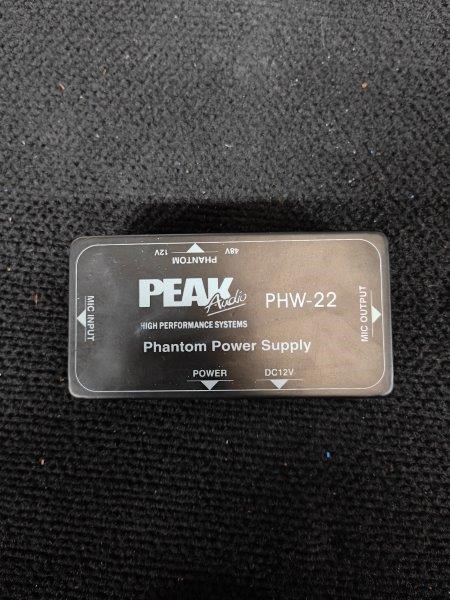 12V PHANTOM 48V
PEAK Audio PHW-22
HIGH PERFORMANCE SYSTEMS
MIC INPUT
MIC OUTPUT
Phantom Power Supply
POWER DC12V